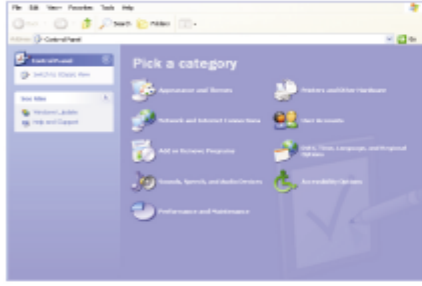 File Edit View Favorites Tools Help
Back Search Folders
Address Control Panel Go
Control Panel
Switch to Classic View
See Also
Windows Update
Help and Support
Pick a category
Appearance and Themes
Printers and Other Hardware
Network and Internet Connections
User Accounts
Add or Remove Programs
Date, Time, Language, and Regional
Options
Sounds, Speech, and Audio Devices
Accessibility Options
Performance and Maintenance